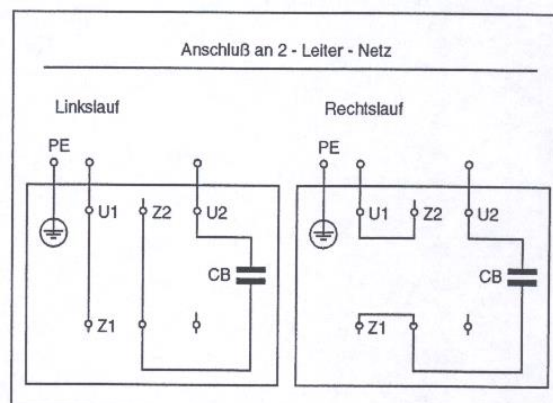 Anschluß an 2 - Leiter - Netz
Linkslauf
Rechtslauf
PE
PE
U1
Z2
U2
U1
Z2
U2
CB
CB
Z1
Z1